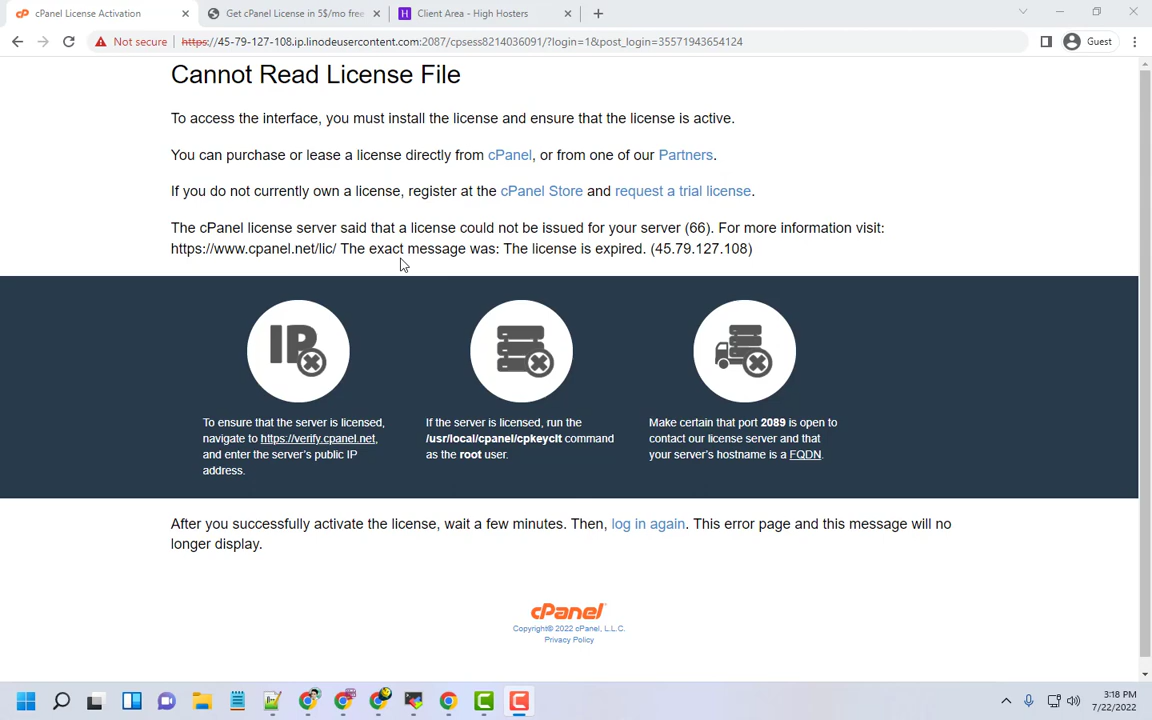 cPanel License Activation
Get cPanel License in 5$/mo free
Client Area - High Hosters
Not secure
https://45-79-127-108.ip.linodeusercontent.com:2087/cpsess8214036091/?login=1&post_login=35571943654124
Guest
Cannot Read License File
To access the interface, you must install the license and ensure that the license is active.
You can purchase or lease a license directly from cPanel, or from one of our Partners.
If you do not currently own a license, register at the cPanel Store and request a trial license.
The cPanel license server said that a license could not be issued for your server (66). For more information visit:
https://www.cpanel.net/lic/ The exact message was: The license is expired. (45.79.127.108)
IP
To ensure that the server is licensed,
navigate to https://verify.cpanel.net,
and enter the server's public IP
address.
If the server is licensed, run the
/usr/local/cpanel/cpkeyclt command
as the root user.
Make certain that port 2089 is open to
contact our license server and that
your server's hostname is a FQDN.
After you successfully activate the license, wait a few minutes. Then, log in again. This error page and this message will no
longer display.
cPanel
Copyright© 2022 cPanel, L.L.C.
Privacy Policy
3:18 PM
7/22/2022